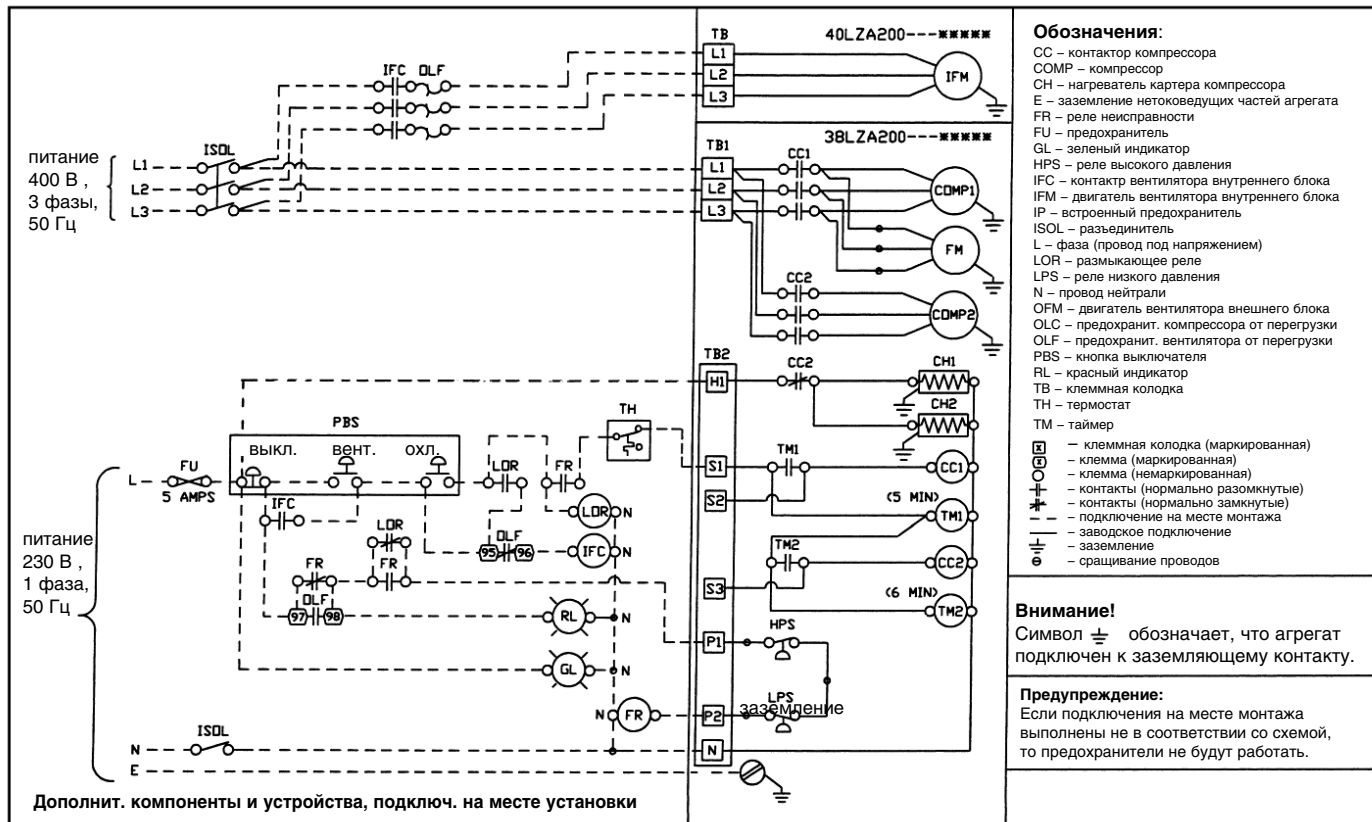 TB
40LZA200---*****
L1
L2
L3
IFM
IFC OLF
38LZA200---*****
ISOL
TB1
питание
400 В ,
3 фазы,
50 Гц
L1
L2
L3
L1
L2
L3
CC1
COMP1
FM
CC2
COMP2
TB2
H1
CC2
CH1
CH2
TH
PBS
выкл. вент. охл.
FU
L
5 AMPS
LOR
FR
S1
TM1
CC1
S2
(5 MIN)
TM1
IFC
LOR
N
LOR
OLF
95
96
IFC
N
TM2
CC2
S3
(6 MIN)
TM2
FR
FR
OLF
97
98
питание
230 В ,
1 фаза,
50 Гц
RL
N
P1
HPS
GL
N
LPS
заземление
N
FR
P2
ISOL
N
N
E
Дополнит. компоненты и устройства, подключ. на месте установки
Обозначения:
CC – контактор компрессора
COMP – компрессор
CH – нагреватель картера компрессора
E – заземление нетоковедущих частей агрегата
FR – реле неисправности
FU – предохранитель
GL – зеленый индикатор
HPS – реле высокого давления
IFC – контактр вентилятора внутреннего блока
IFM – двигатель вентилятора внутреннего блока
IP – встроенный предохранитель
ISOL – разъединитель
L – фаза (провод под напряжением)
LOR – размыкающее реле
LPS – реле низкого давления
N – провод нейтрали
OFM – двигатель вентилятора внешнего блока
OLC – предохранит. компрессора от перегрузки
OLF – предохранит. вентилятора от перегрузки
PBS – кнопка выключателя
RL – красный индикатор
TB – клеммная колодка
TH – термостат
TM – таймер
X – клеммная колодка (маркированная)
X – клемма (маркированная)
– клемма (немаркированная)
– контакты (нормально разомкнутые)
– контакты (нормально замкнутые)
– подключение на месте монтажа
– заводское подключение
– заземление
– сращивание проводов
Внимание!
Символ обозначает, что агрегат
подключен к заземляющему контакту.
Предупреждение:
Если подключения на месте монтажа
выполнены не в соответствии со схемой,
то предохранители не будут работать.